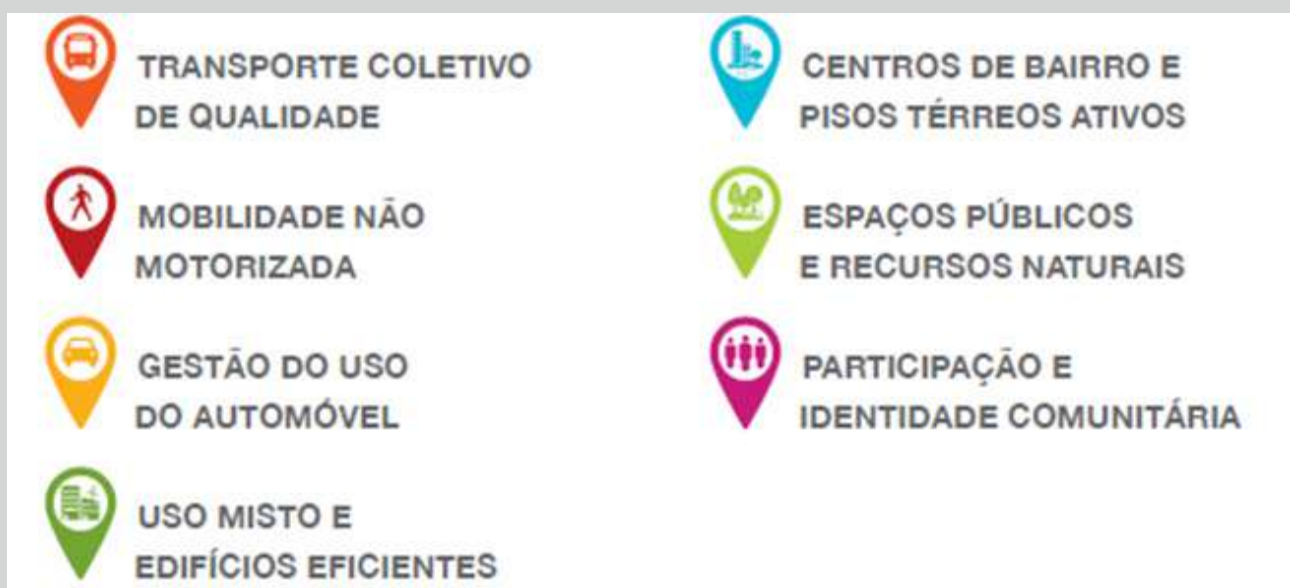 TRANSPORTE COLETIVO
DE QUALIDADE
MOBILIDADE NÃO
MOTORIZADA
GESTÃO DO USO
DO AUTOMÓVEL
USO MISTO E
EDIFÍCIOS EFICIENTES
CENTROS DE BAIRRO E
PISOS TÉRREOS ATIVOS
ESPAÇOS PÚBLICOS
E RECURSOS NATURAIS
PARTICIPAÇÃO E
IDENTIDADE COMUNITÁRIA